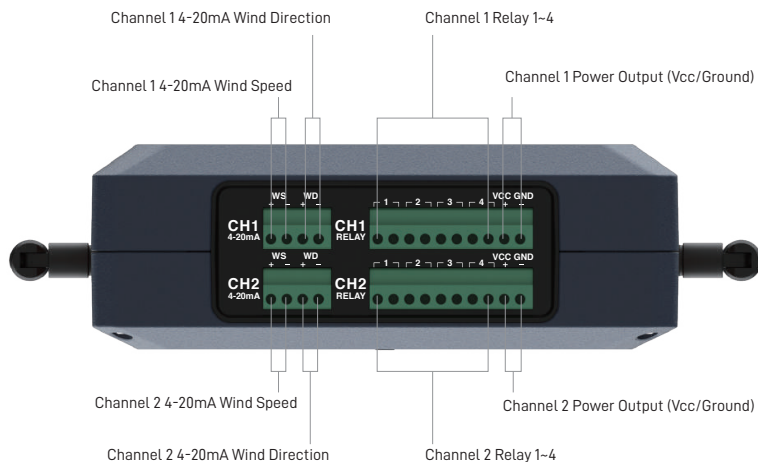 Channel 1 4-20mA Wind Direction
Channel 1 Relay 1~4
Channel 1 Power Output (Vcc/Ground)
Channel 1 4-20mA Wind Speed
WS WD
+ - + -
1 2 3 4 VCC GND
+ -
CH1
4-20mA
CH1
RELAY
WS WD
+ - + -
1 2 3 4 VCC GND
+ -
CH2
4-20mA
CH2
RELAY
Channel 2 4-20mA Wind Speed
Channel 2 Power Output (Vcc/Ground)
Channel 2 4-20mA Wind Direction
Channel 2 Relay 1~4